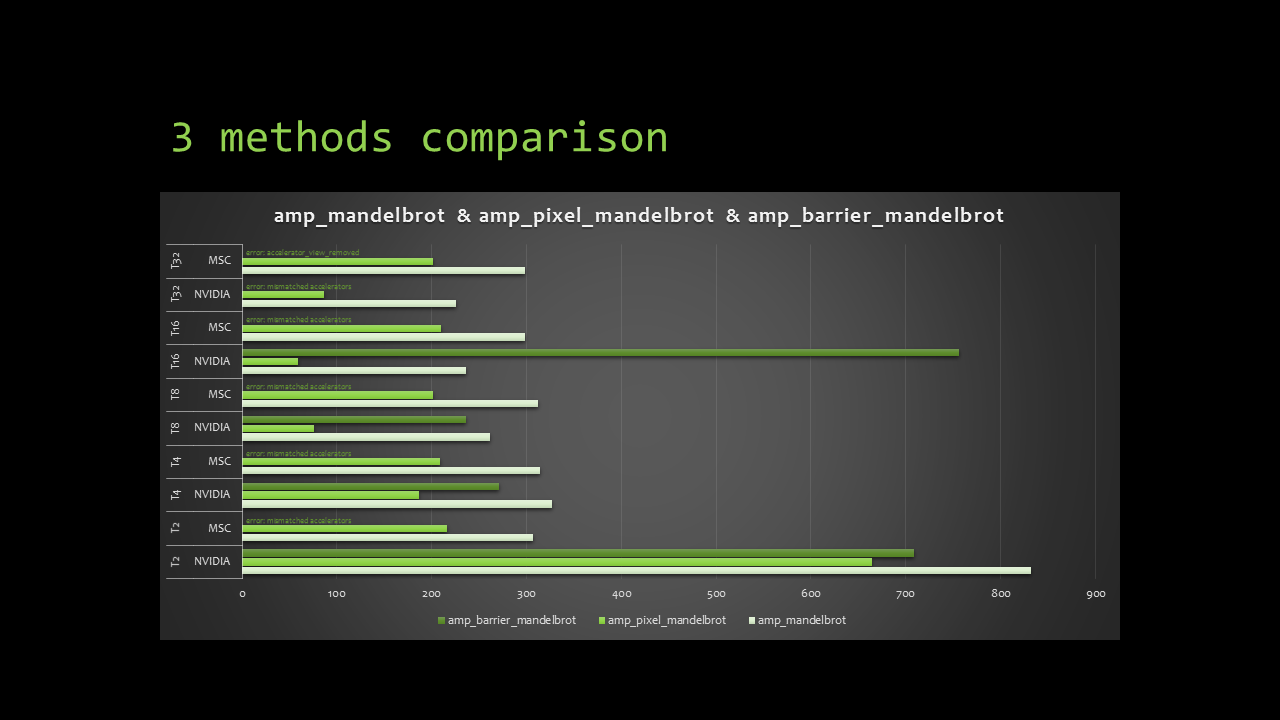 3 methods comparison
amp_mandelbrot & amp_pixel_mandelbrot & amp_barrier_mandelbrot
T32 MSC error: accelerator_view_removed
T32 NVIDIA error: mismatched accelerators
T16 MSC error: mismatched accelerators
T16 NVIDIA
T8 MSC error: mismatched accelerators
T8 NVIDIA
T4 MSC error: mismatched accelerators
T4 NVIDIA
T2 MSC error: mismatched accelerators
T2 NVIDIA
0 100 200 300 400 500 600 700 800 900
amp_barrier_mandelbrot amp_pixel_mandelbrot amp_mandelbrot